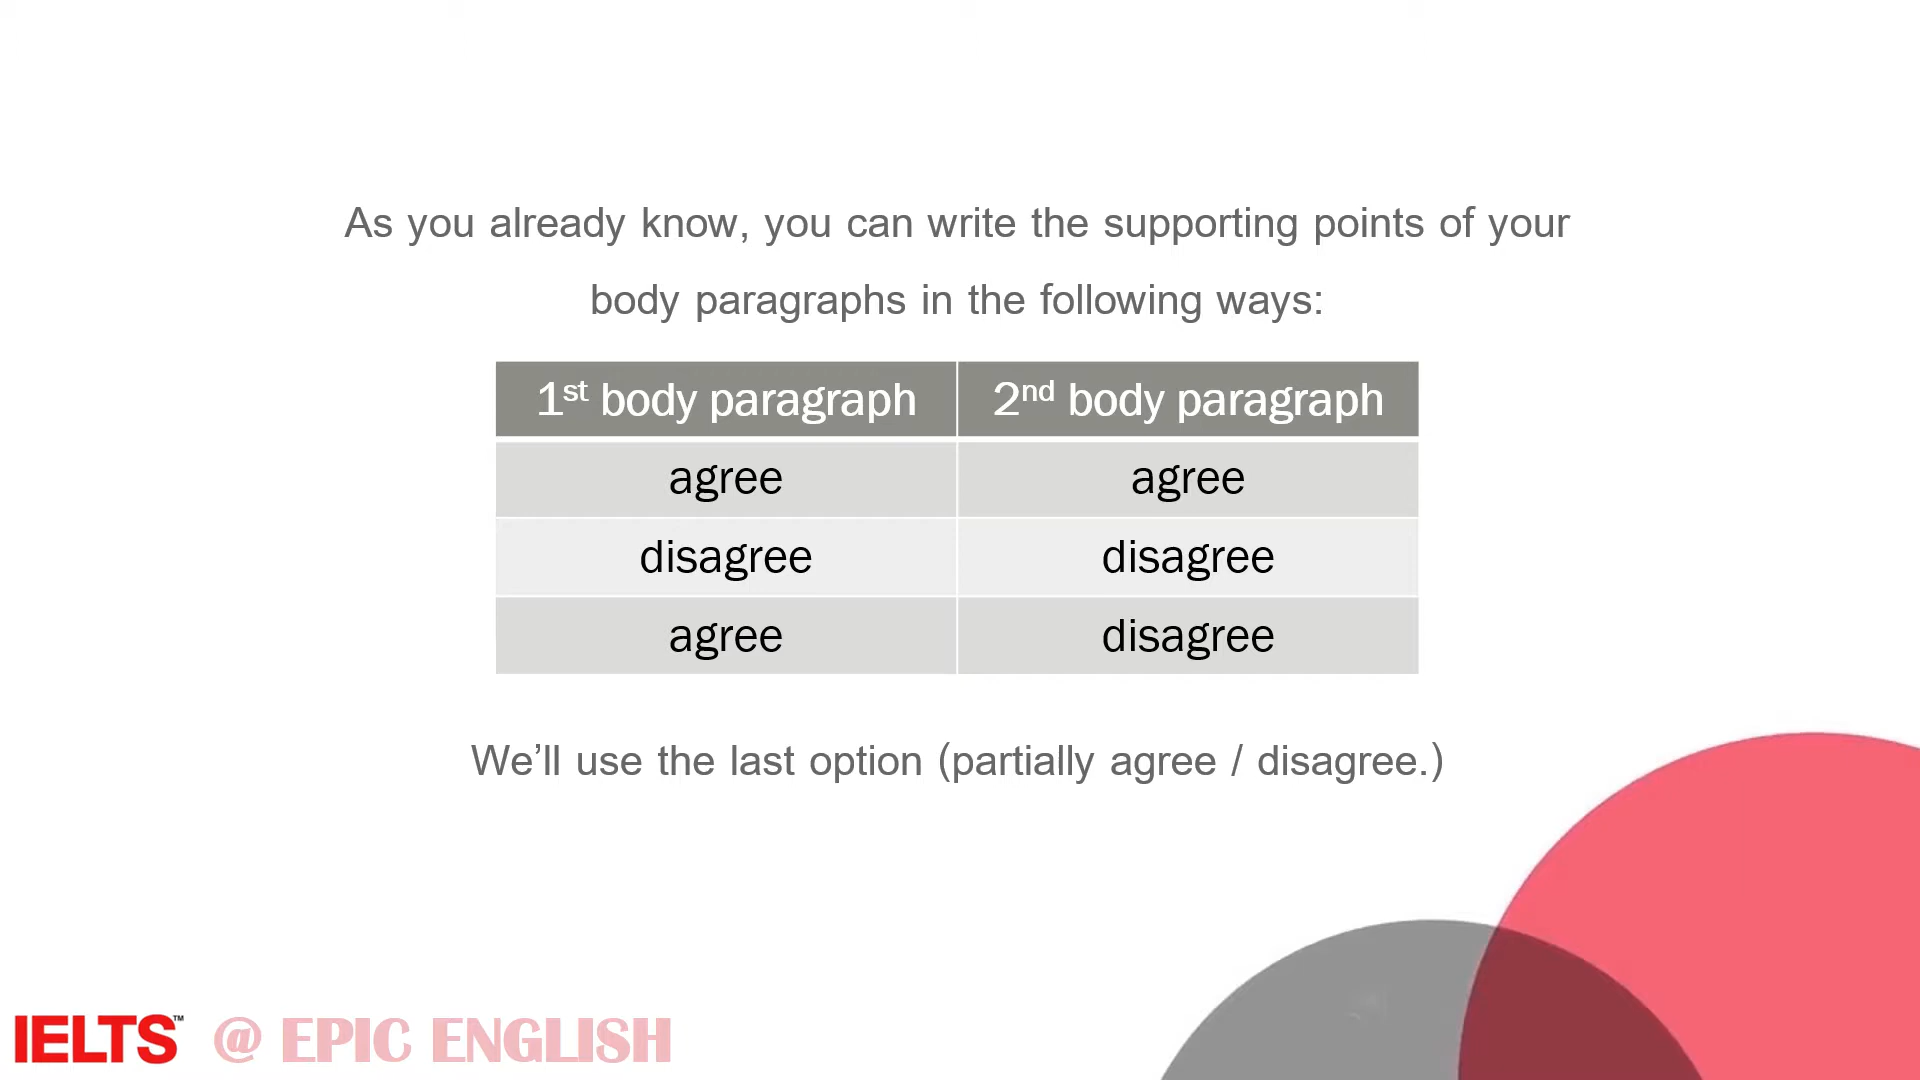 As you already know, you can write the supporting points of your
body paragraphs in the following ways:
1st body paragraph 2nd body paragraph
agree agree
disagree disagree
agree disagree
We’ll use the last option (partially agree / disagree.)
IELTS™ @ EPIC ENGLISH